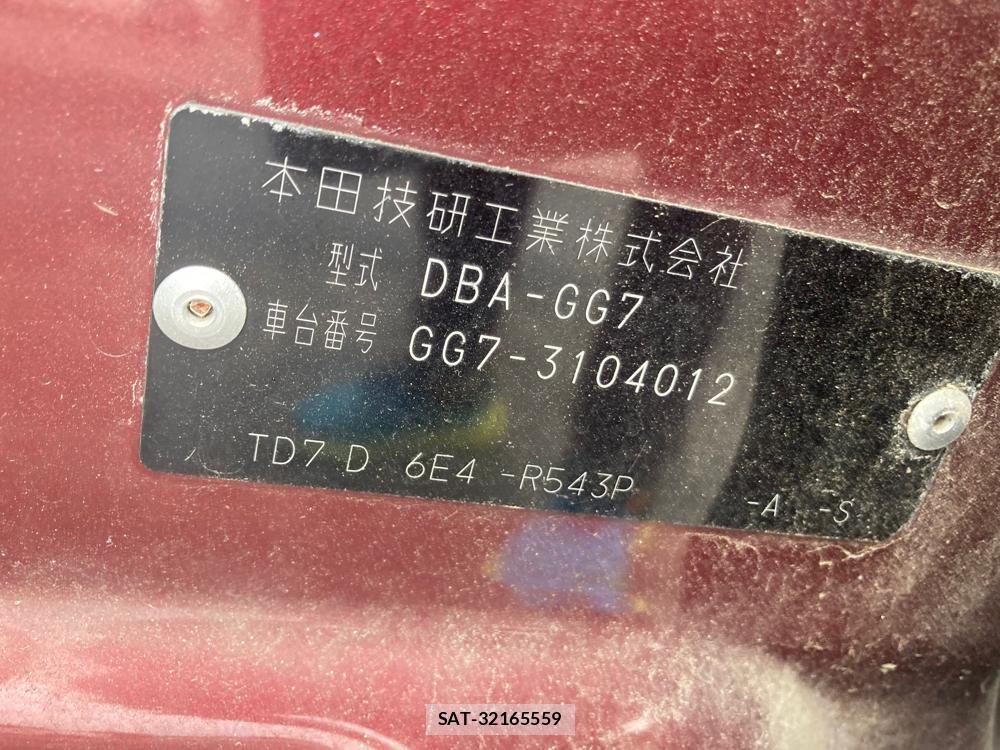 本田技研工業株式会社
型式 DBA-GG7
車台番号 GG7-3104012
TD7 D 6E4 -R543P -A -S
SAT-32165559